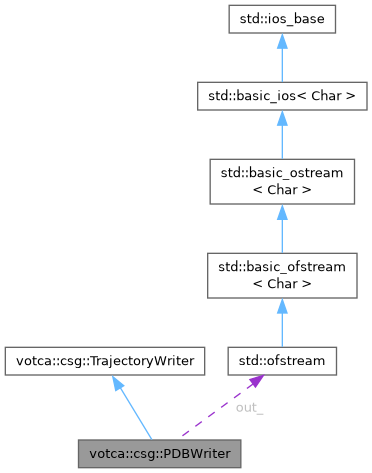 std::ios_base
std::basic_ios< Char >
std::basic_ostream
< Char >
std::basic_ofstream
< Char >
votca::csg::TrajectoryWriter
std::ofstream
out_
votca::csg::PDBWriter